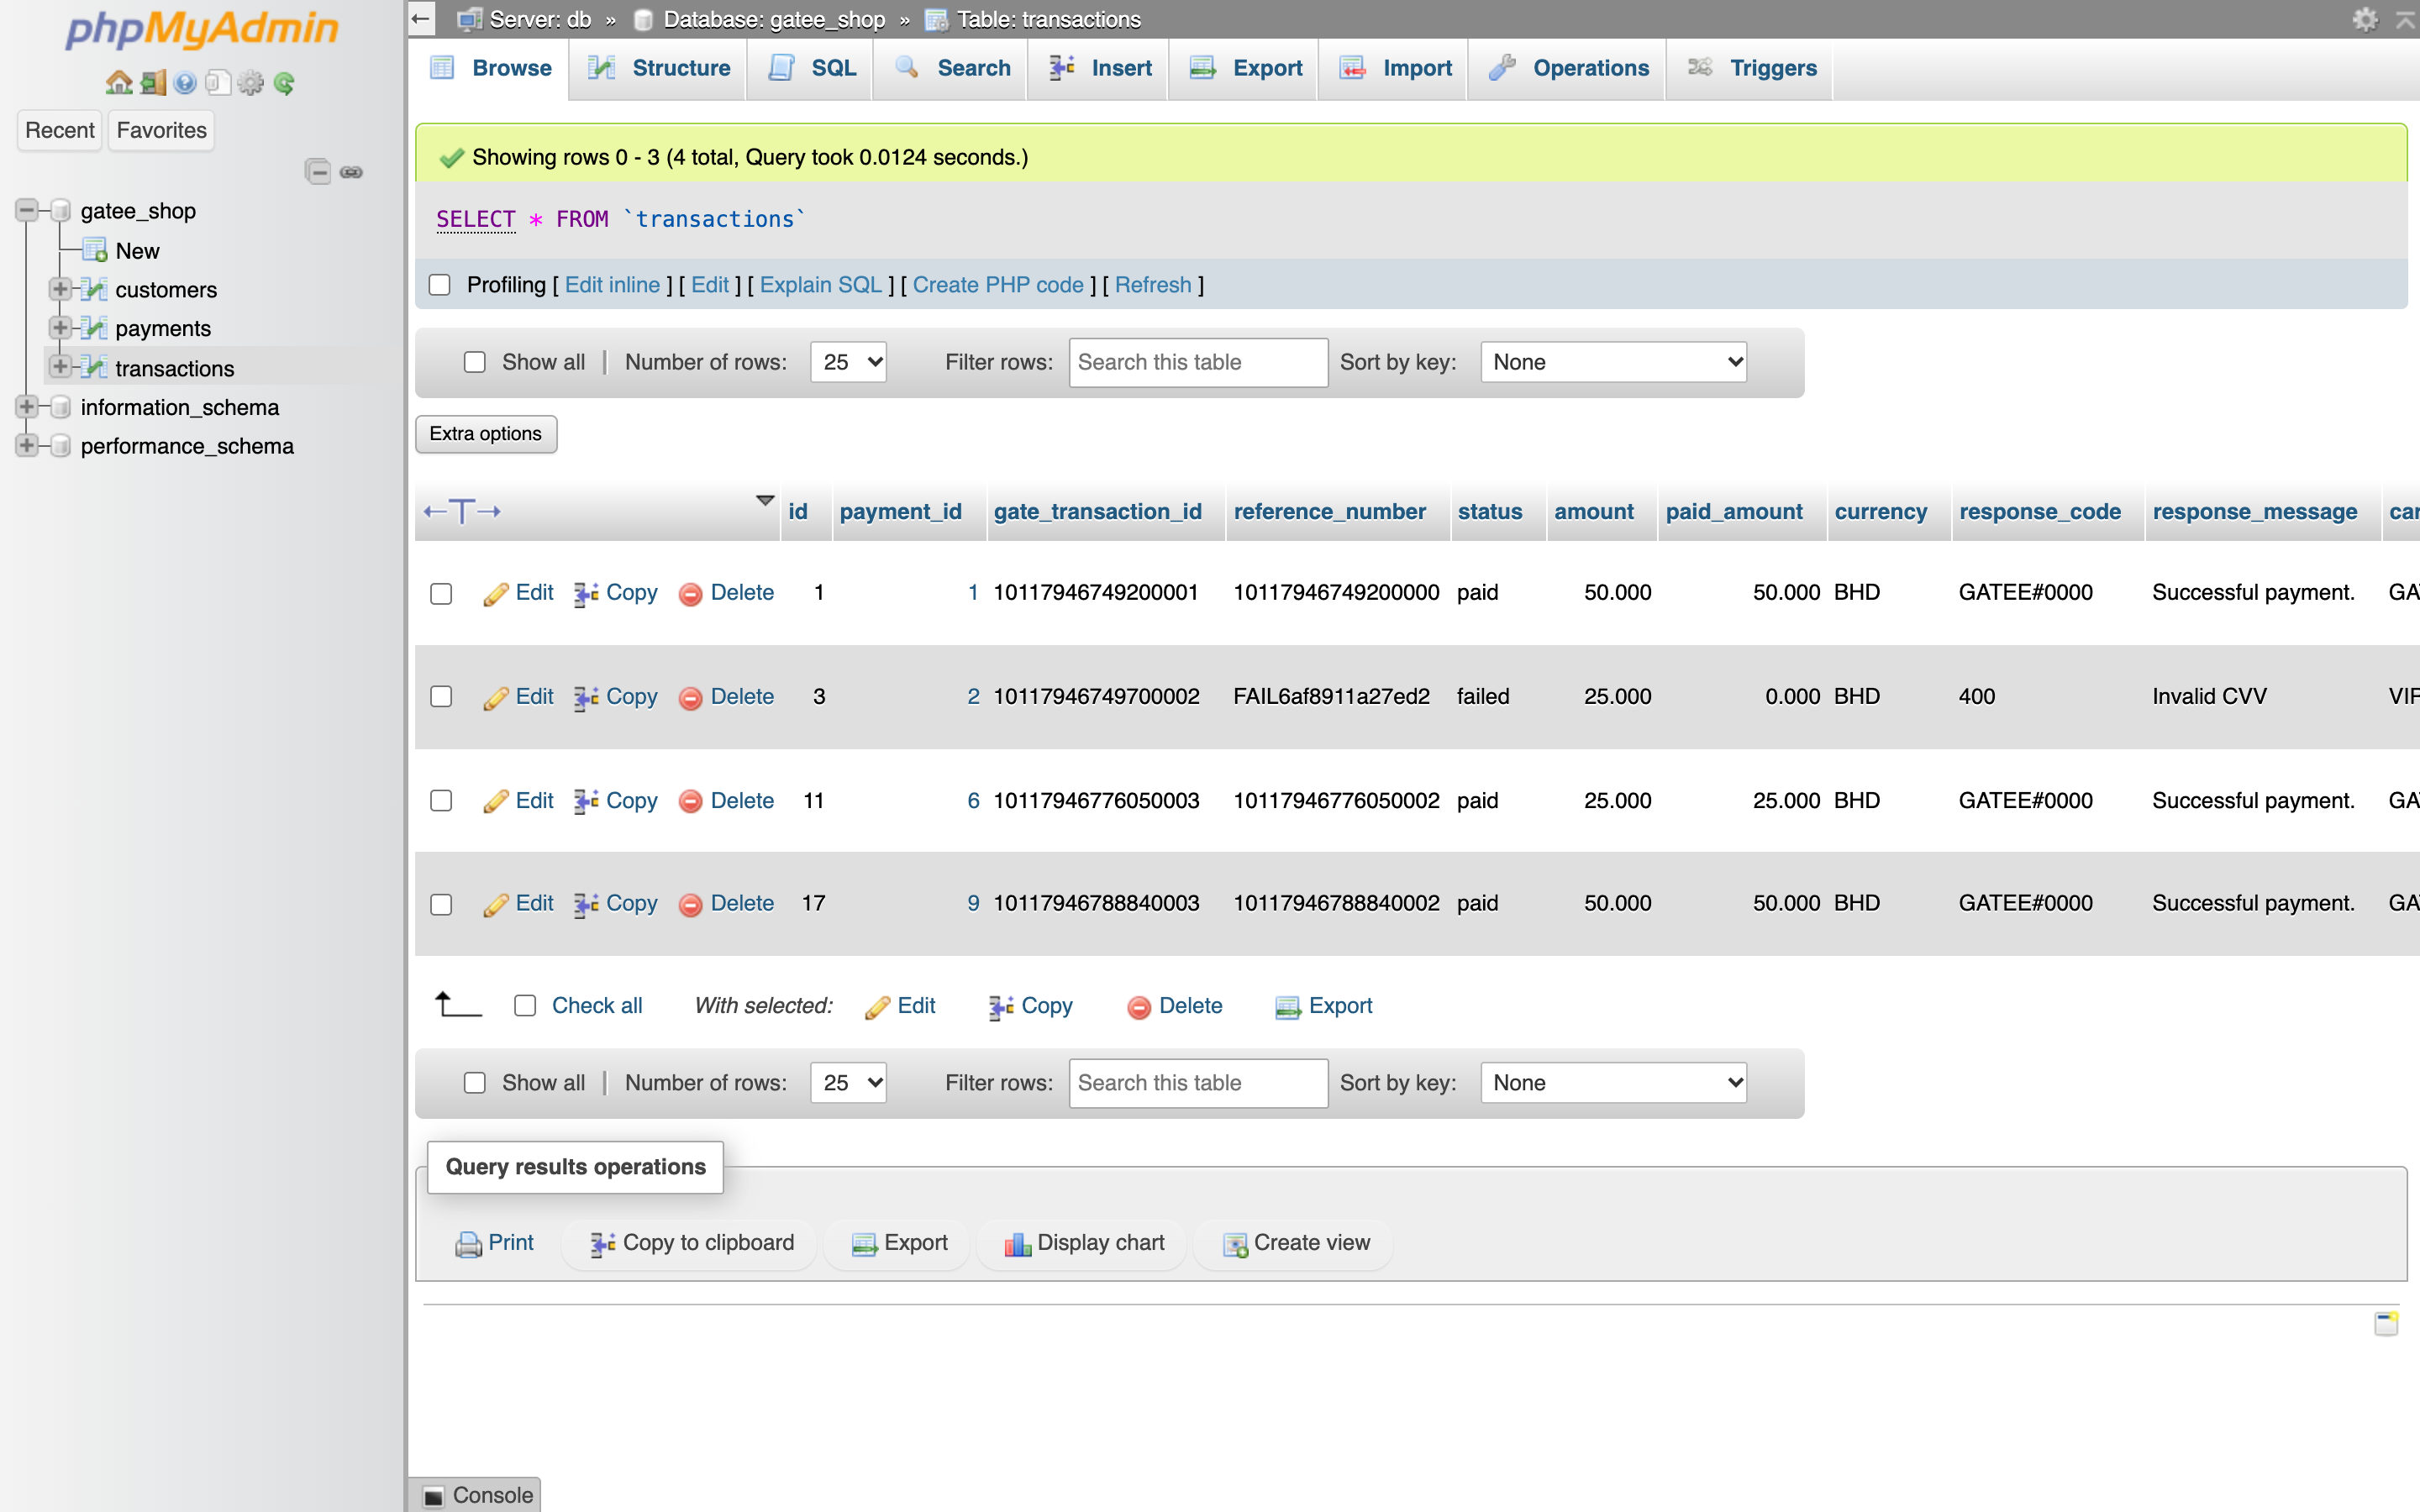 phpMyAdmin
Recent Favorites
gatee_shop
New
customers
payments
transactions
information_schema
performance_schema
Server: db » Database: gatee_shop » Table: transactions
Browse Structure SQL Search Insert Export Import Operations Triggers
Showing rows 0 - 3 (4 total, Query took 0.0124 seconds.)
SELECT * FROM `transactions`
Profiling [ Edit inline ] [ Edit ] [ Explain SQL ] [ Create PHP code ] [ Refresh ]
Show all | Number of rows: 25 Filter rows: Search this table Sort by key: None
Extra options
←T→ id payment_id gate_transaction_id reference_number status amount paid_amount currency response_code response_message car
Edit Copy Delete 1 1 10117946749200001 10117946749200000 paid 50.000 50.000 BHD GATEE#0000 Successful payment. GA
Edit Copy Delete 3 2 10117946749700002 FAIL6af8911a27ed2 failed 25.000 0.000 BHD 400 Invalid CVV VIF
Edit Copy Delete 11 6 10117946776050003 10117946776050002 paid 25.000 25.000 BHD GATEE#0000 Successful payment. GA
Edit Copy Delete 17 9 10117946788840003 10117946788840002 paid 50.000 50.000 BHD GATEE#0000 Successful payment. GA
Check all With selected: Edit Copy Delete Export
Show all | Number of rows: 25 Filter rows: Search this table Sort by key: None
Query results operations
Print Copy to clipboard Export Display chart Create view
Console